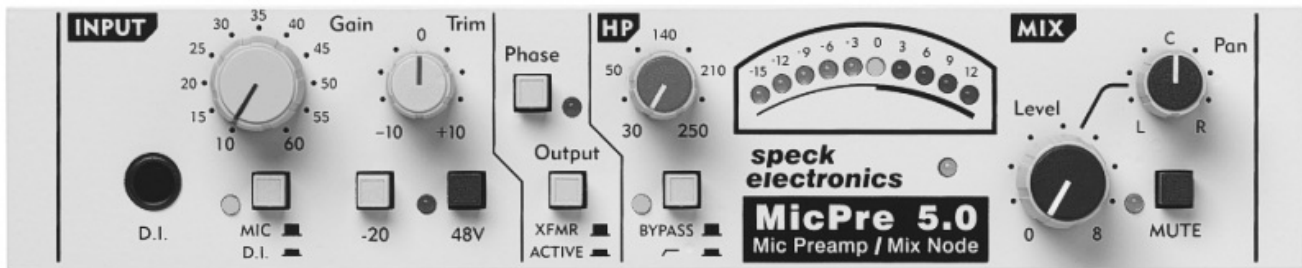 INPUT
Gain
Trim
10 15 20 25 30 35 40 45 50 55 60
-10 0 +10
D.I.
MIC
D.I.
-20
48V
Phase
Output
XFMR
ACTIVE
HP
30 50 140 210 250
BYPASS
-15 -12 -9 -6 -3 0 3 6 9 12
speck
electronics
MicPre 5.0
Mic Preamp / Mix Node
MIX
Level
0 8
Pan
L C R
MUTE